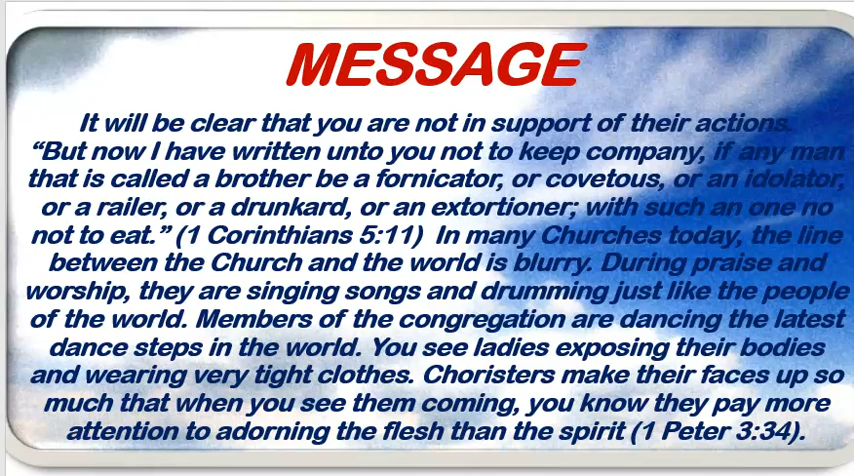 MESSAGE
It will be clear that you are not in support of their actions.
“But now I have written unto you not to keep company, if any man
that is called a brother be a fornicator, or covetous, or an idolator,
or a railer, or a drunkard, or an extortioner; with such an one no
not to eat.” (1 Corinthians 5:11) In many Churches today, the line
between the Church and the world is blurry. During praise and
worship, they are singing songs and drumming just like the people
of the world. Members of the congregation are dancing the latest
dance steps in the world. You see ladies exposing their bodies
and wearing very tight clothes. Choristers make their faces up so
much that when you see them coming, you know they pay more
attention to adorning the flesh than the spirit (1 Peter 3:34).